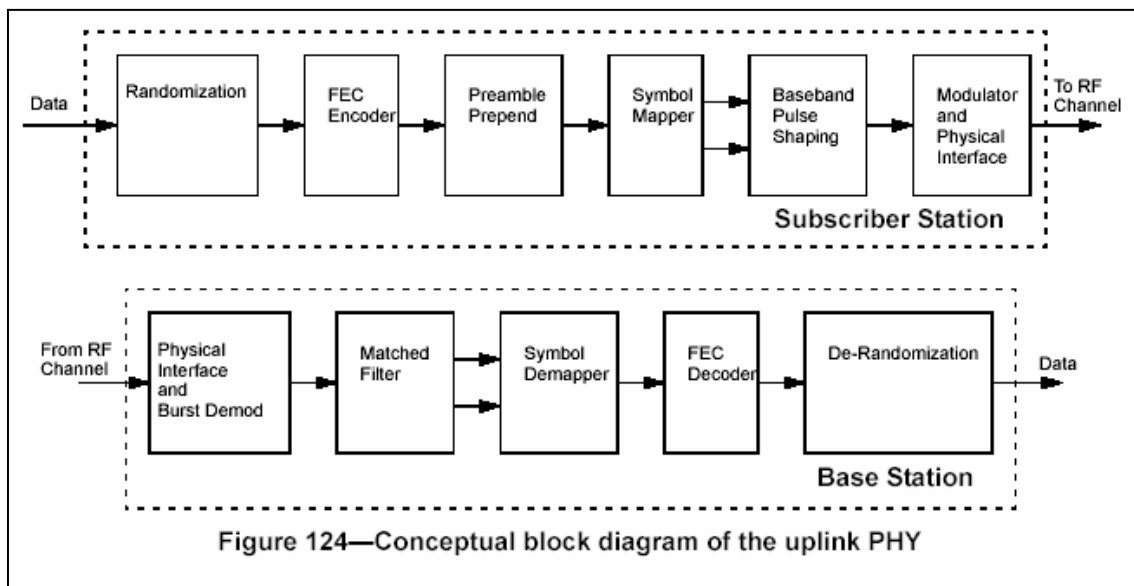 Data
Randomization
FEC
Encoder
Preamble
Prepend
Symbol
Mapper
Baseband
Pulse
Shaping
Modulator
and
Physical
Interface
To RF
Channel
Subscriber Station
From RF
Channel
Physical
Interface
and
Burst Demod
Matched
Filter
Symbol
Demapper
FEC
Decoder
De-Randomization
Data
Base Station
Figure 124—Conceptual block diagram of the uplink PHY